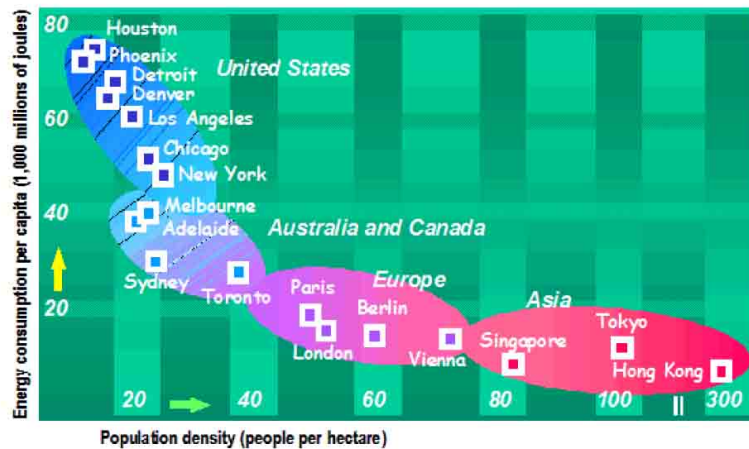 Energy consumption per capita (1,000 millions of joules)
80
60
40
20
Houston
Phoenix
Detroit
Denver
Los Angeles
Chicago
New York
United States
Melbourne
Adelaide
Sydney
Toronto
Australia and Canada
Paris
London
Berlin
Vienna
Europe
Asia
Singapore
Tokyo
Hong Kong
20 40 60 80 100 300
Population density (people per hectare)